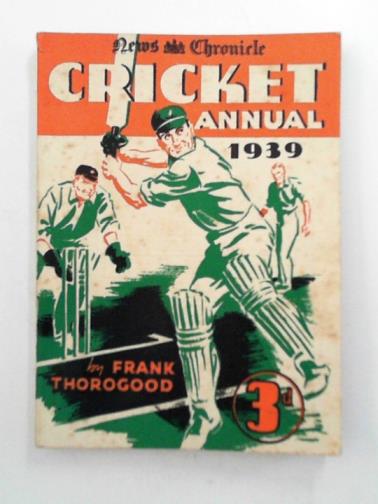 News Chronicle
CRICKET
ANNUAL
1939
by FRANK
THOROGOOD
3d